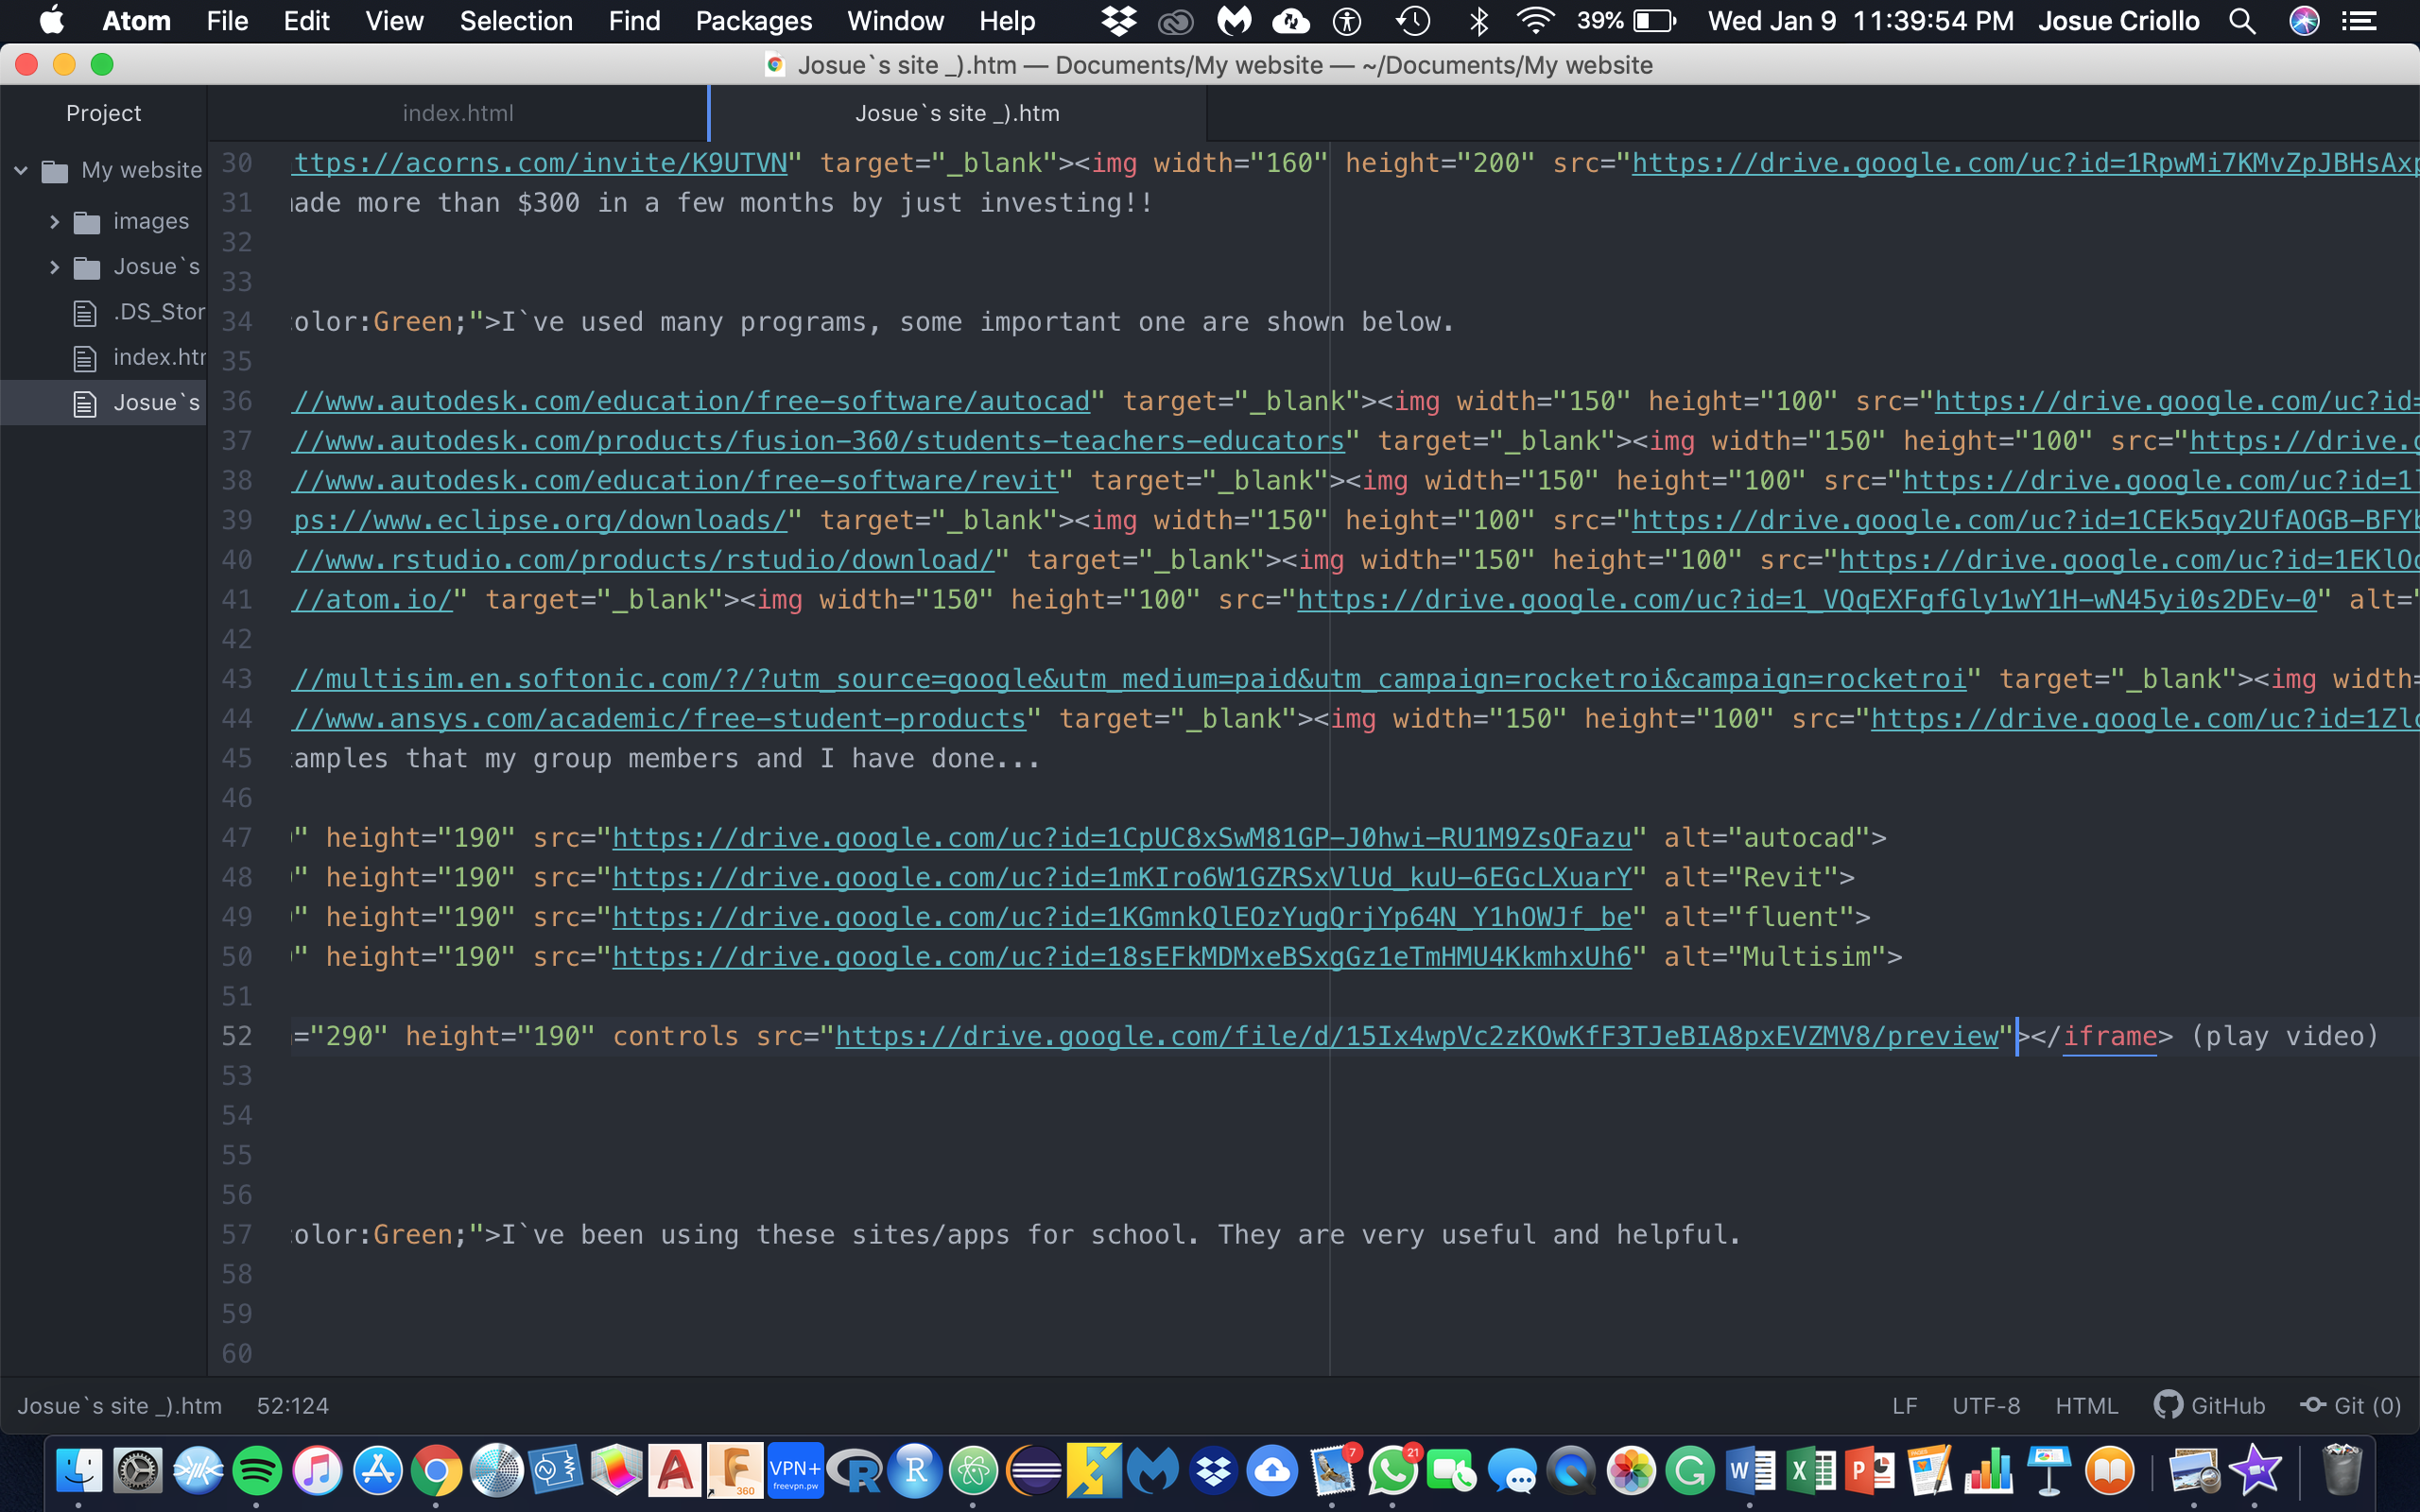 Atom File Edit View Selection Find Packages Window Help 39% Wed Jan 9 11:39:54 PM Josue Criollo
Josue`s site _).htm — Documents/My website — ~/Documents/My website
Project
index.html
Josue`s site _).htm
My website
images
Josue`s
.DS_Stor
index.htr
Josue`s
30 ttps://acorns.com/invite/K9UTVN" target="_blank"><img width="160" height="200" src="https://drive.google.com/uc?id=1RpwMi7KMvZpJBHsAxp
31 made more than $300 in a few months by just investing!!
32
33
34 color:Green;">I`ve used many programs, some important one are shown below.
35
36 //www.autodesk.com/education/free-software/autocad" target="_blank"><img width="150" height="100" src="https://drive.google.com/uc?id=
37 //www.autodesk.com/products/fusion-360/students-teachers-educators" target="_blank"><img width="150" height="100" src="https://drive.g
38 //www.autodesk.com/education/free-software/revit" target="_blank"><img width="150" height="100" src="https://drive.google.com/uc?id=1l
39 ps://www.eclipse.org/downloads/" target="_blank"><img width="150" height="100" src="https://drive.google.com/uc?id=1CEk5qy2UfAOGB-BFYb
40 //www.rstudio.com/products/rstudio/download/" target="_blank"><img width="150" height="100" src="https://drive.google.com/uc?id=1EKlOc
41 //atom.io/" target="_blank"><img width="150" height="100" src="https://drive.google.com/uc?id=1_VQqEXFgfGly1wY1H-wN45yi0s2DEv-0" alt="
42
43 //multisim.en.softonic.com/?/?utm_source=google&utm_medium=paid&utm_campaign=rocketroi&campaign=rocketroi" target="_blank"><img width=
44 //www.ansys.com/academic/free-student-products" target="_blank"><img width="150" height="100" src="https://drive.google.com/uc?id=1Zlc
45 xamples that my group members and I have done...
46
47 0" height="190" src="https://drive.google.com/uc?id=1CpUC8xSwM81GP-J0hwi-RU1M9ZsQFazu" alt="autocad">
48 0" height="190" src="https://drive.google.com/uc?id=1mKIro6W1GZRSxVlUd_kuU-6EGcLXuarY" alt="Revit">
49 0" height="190" src="https://drive.google.com/uc?id=1KGmnkQlEOzYugQrjYp64N_Y1hOWJf_be" alt="fluent">
50 0" height="190" src="https://drive.google.com/uc?id=18sEFkMDMxeBSxgGz1eTmHMU4KkmhxUh6" alt="Multisim">
51
52 ="290" height="190" controls src="https://drive.google.com/file/d/15Ix4wpVc2zKOwKfF3TJeBIA8pxEVZMV8/preview"></iframe> (play video)
53
54
55
56
57 color:Green;">I`ve been using these sites/apps for school. They are very useful and helpful.
58
59
60
Josue`s site _).htm 52:124 LF UTF-8 HTML GitHub Git (0)
360 VPN+ freevpn.pw R R 7 21 W X P